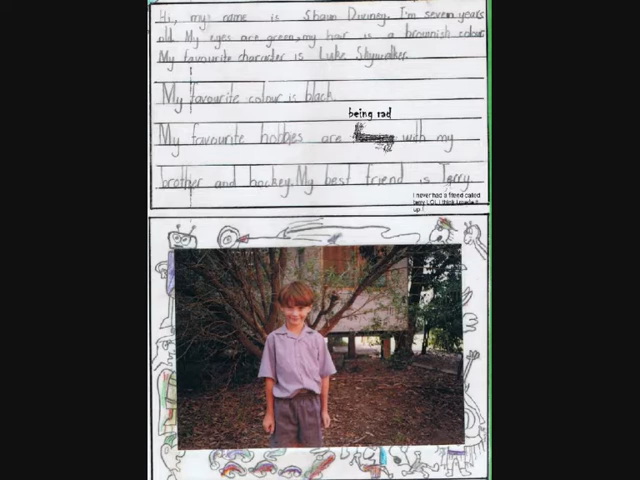 Hi, my name is Shaun Diviney. I'm seven years
old My eyes are green, my hair is a brownish colour
My favourite character is Luke Skywalker.
My favourite colour is black
being rad
My favourite hobbies are with my
brother and hockey. My best friend is Terry
I never had a friend called
terry LOL i think i made it
up !